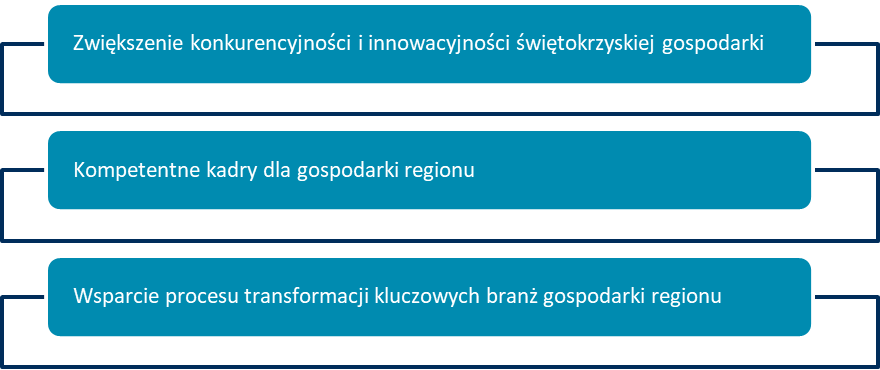 Zwiększenie konkurencyjności i innowacyjności świętokrzyskiej gospodarki
Kompetentne kadry dla gospodarki regionu
Wsparcie procesu transformacji kluczowych branż gospodarki regionu